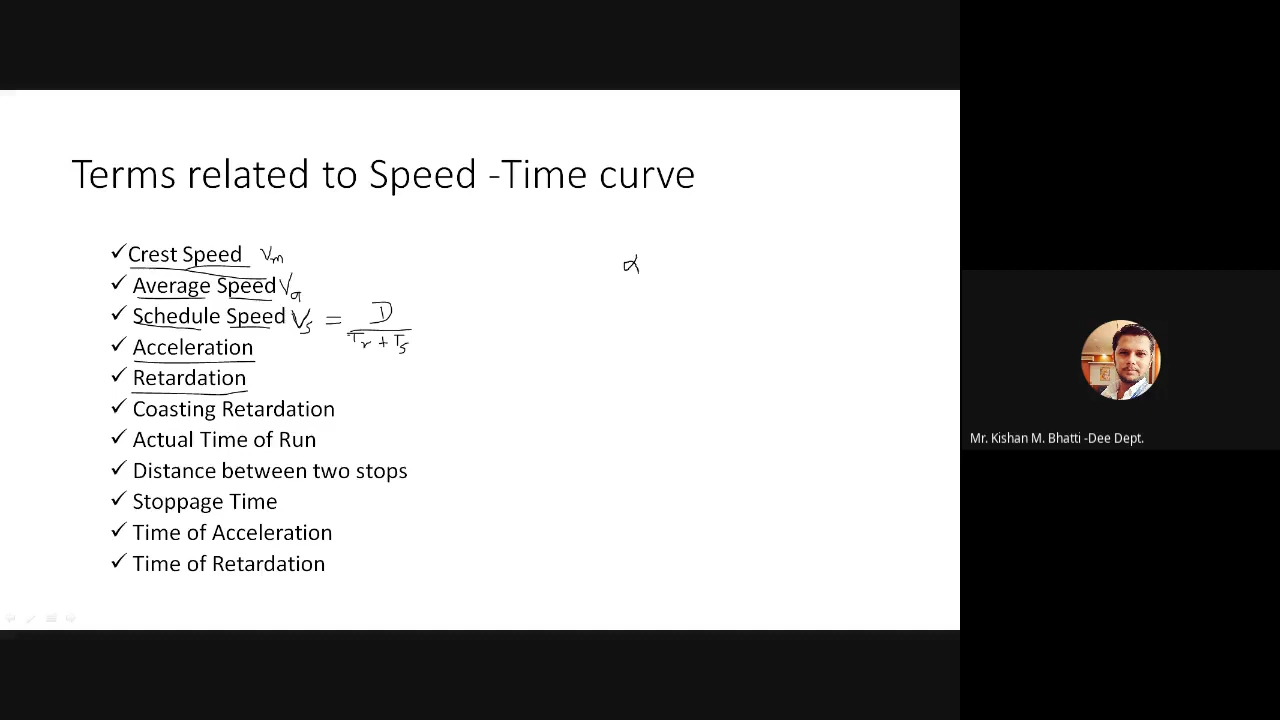 Terms related to Speed -Time curve
✓ Crest Speed Vm
✓ Average Speed Va
✓ Schedule Speed Vs = D / Tr + Ts
✓ Acceleration
✓ Retardation
✓ Coasting Retardation
✓ Actual Time of Run
✓ Distance between two stops
✓ Stoppage Time
✓ Time of Acceleration
✓ Time of Retardation
α
Mr. Kishan M. Bhatti -Dee Dept.